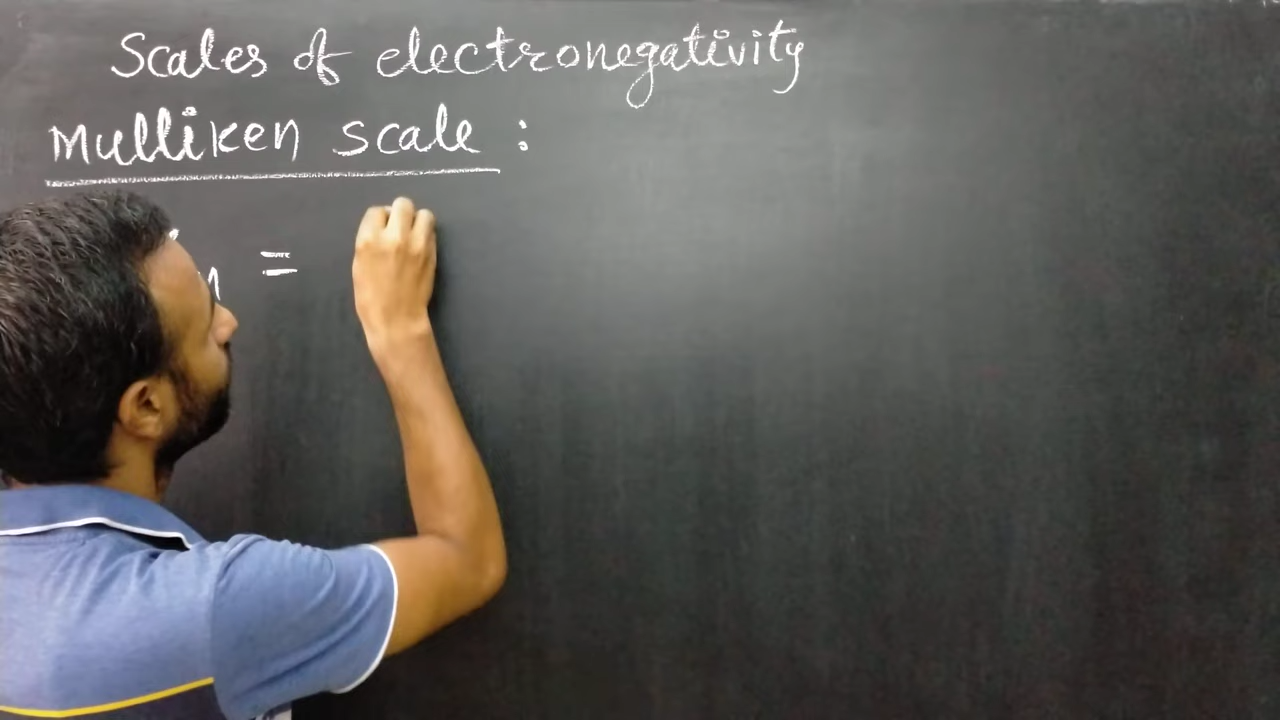 Scales of electronegativity
Mulliken scale :
=